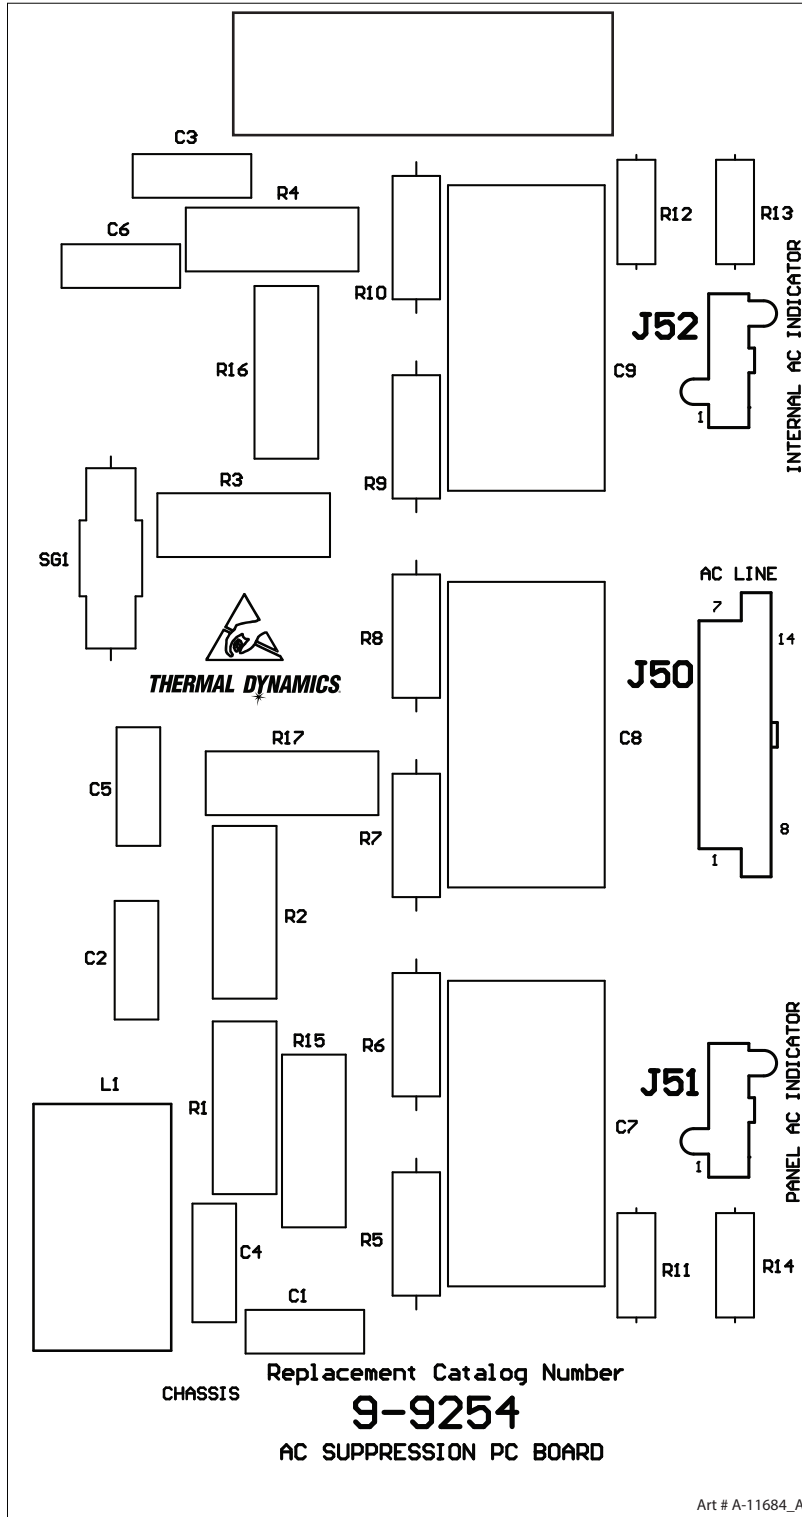 C3
R4
R12
R13
C6
R10
J52
INTERNAL AC INDICATOR
R16
C9
1
R9
R3
SG1
AC LINE
7
R8
14
J50
THERMAL DYNAMICS
R17
C8
C5
R7
8
1
R2
C2
R6
R15
PANEL AC INDICATOR
L1
J51
R1
C7
1
R5
C4
R11
R14
C1
Replacement Catalog Number
CHASSIS
9-9254
AC SUPPRESSION PC BOARD
Art # A-11684_A